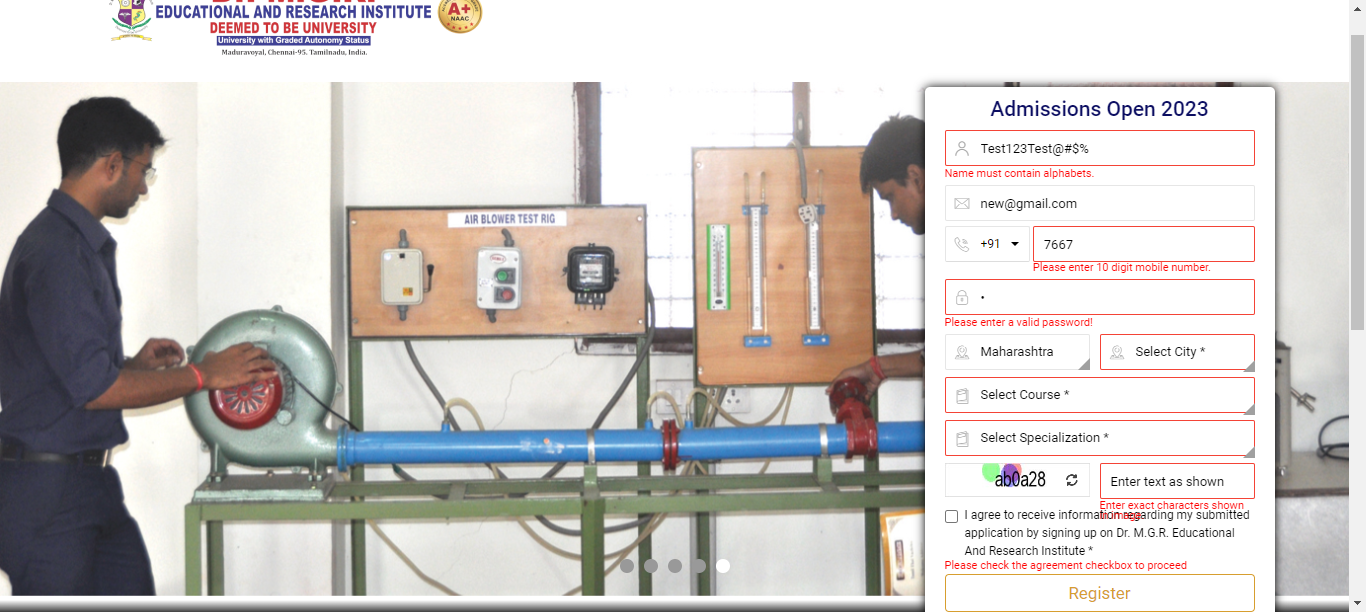 EDUCATIONAL AND RESEARCH INSTITUTE
DEEMED TO BE UNIVERSITY
University with Graded Autonomy Status
Maduravoyal, Chennai-95. Tamilnadu, India.
A+
NAAC
AIR BLOWER TEST RIG
Admissions Open 2023
Test123Test@#$%
Name must contain alphabets.
new@gmail.com
+91
7667
Please enter 10 digit mobile number.
•
Please enter a valid password!
Maharashtra
Select City *
Select Course *
Select Specialization *
ab0a28
Enter text as shown
Enter exact characters shown
I agree to receive information regarding my submitted
application by signing up on Dr. M.G.R. Educational
And Research Institute *
Please check the agreement checkbox to proceed
Register